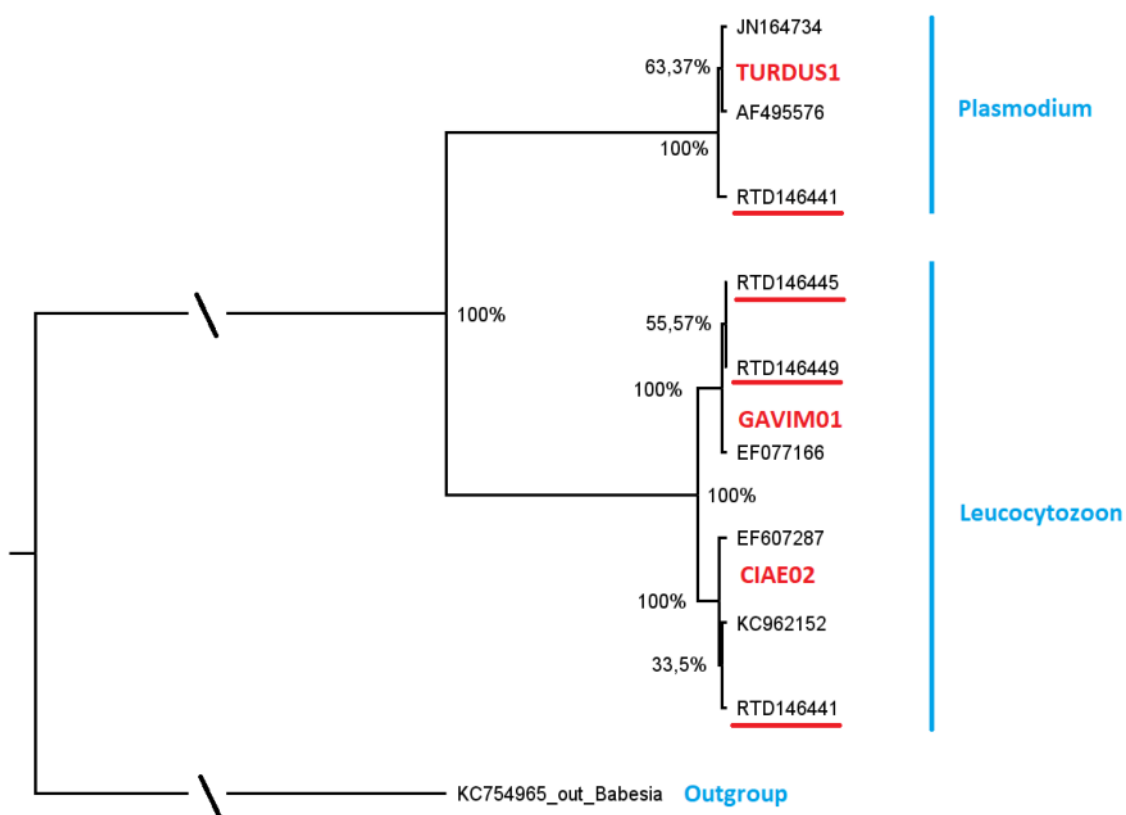 JN164734
63,37%
TURDUS1
AF495576
Plasmodium
100%
RTD146441
RTD146445
100%
55,57%
RTD146449
100%
GAVIM01
EF077166
100%
Leucocytozoon
EF607287
CIAE02
100%
KC962152
33,5%
RTD146441
KC754965_out_Babesia Outgroup